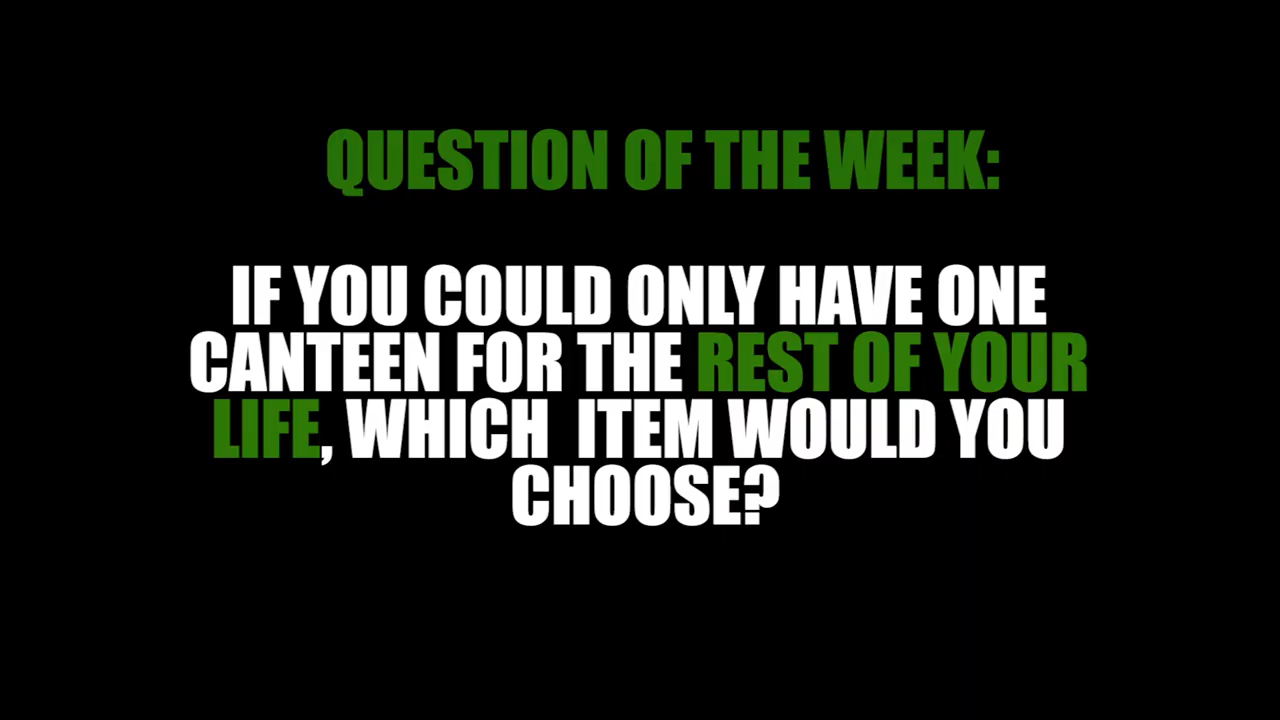 QUESTION OF THE WEEK:
IF YOU COULD ONLY HAVE ONE
CANTEEN FOR THE REST OF YOUR
LIFE, WHICH ITEM WOULD YOU
CHOOSE?